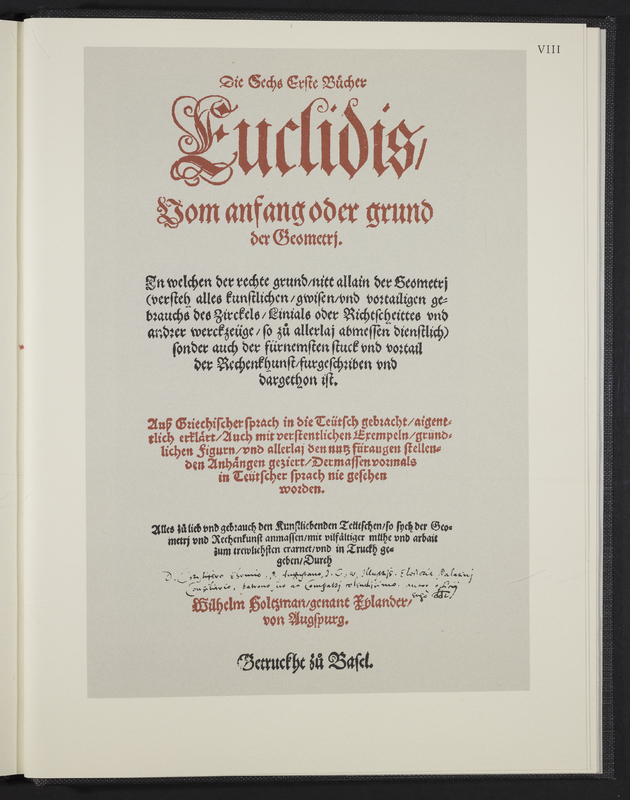 VIII
Die Sechs Erste Bücher
Euclidis/
Vom anfang oder grund
der Geometrj.
In welchen der rechte grund/nitt allain der Geometrj
(versteh alles kunstlichen/gwisen/vnd vortailigen ge-
brauchs des Zirckels/Linials oder Richtscheittes vnd
andrer werckzeüge/so zů allerlaj abmessen dienstlich)
sonder auch der fürnemsten stuck vnd vortail
der Rechenkhunst/furgeschriben vnd
dargethon ist.
Auß Griechischer sprach in die Teütsch gebracht/aigent-
tlich erklärt/Auch mit verstentlichen Exempeln/grund-
lichen Figurn/vnd allerlaj den nutz füraugen stellen-
den Anhängen geziert/Dermassen vormals
in Teütscher sprach nie gesehen
worden.
Alles zů lieb vnd gebrauch den Kunstliebenden Teütschen/so sych der Geo-
metrj vnd Rechenkunst anmassen/mit vilfältiger mühe vnd arbait
zum trewlichsten erarnet/vnd in Truckh ge-
geben/Durch
Wilhelm Holtzman/genant Xylander/
von Augspurg.
Getruckht zů Basel.